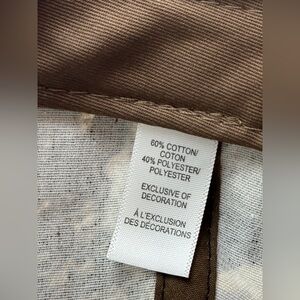 60% COTTON/
COTON
40% POLYESTER/
POLYESTER
EXCLUSIVE OF
DECORATION
À L'EXCLUSION
DES DÉCORATIONS